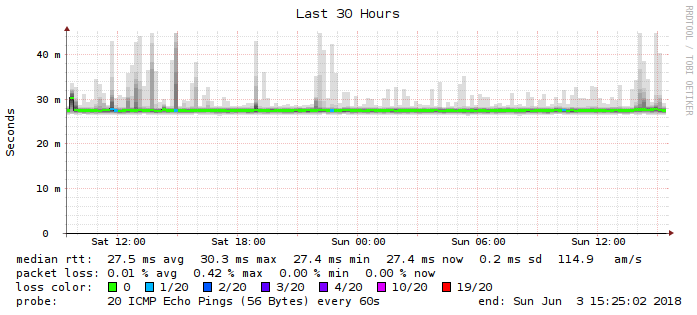 Last 30 Hours
RRDTOOL / TOBI OETIKER
Seconds
40 m
30 m
20 m
10 m
0
Sat 12:00 Sat 18:00 Sun 00:00 Sun 06:00 Sun 12:00
median rtt: 27.5 ms avg 30.3 ms max 27.4 ms min 27.4 ms now 0.2 ms sd 114.9 am/s
packet loss: 0.01 % avg 0.42 % max 0.00 % min 0.00 % now
loss color: 0 1/20 2/20 3/20 4/20 10/20 19/20
probe: 20 ICMP Echo Pings (56 Bytes) every 60s end: Sun Jun 3 15:25:02 2018